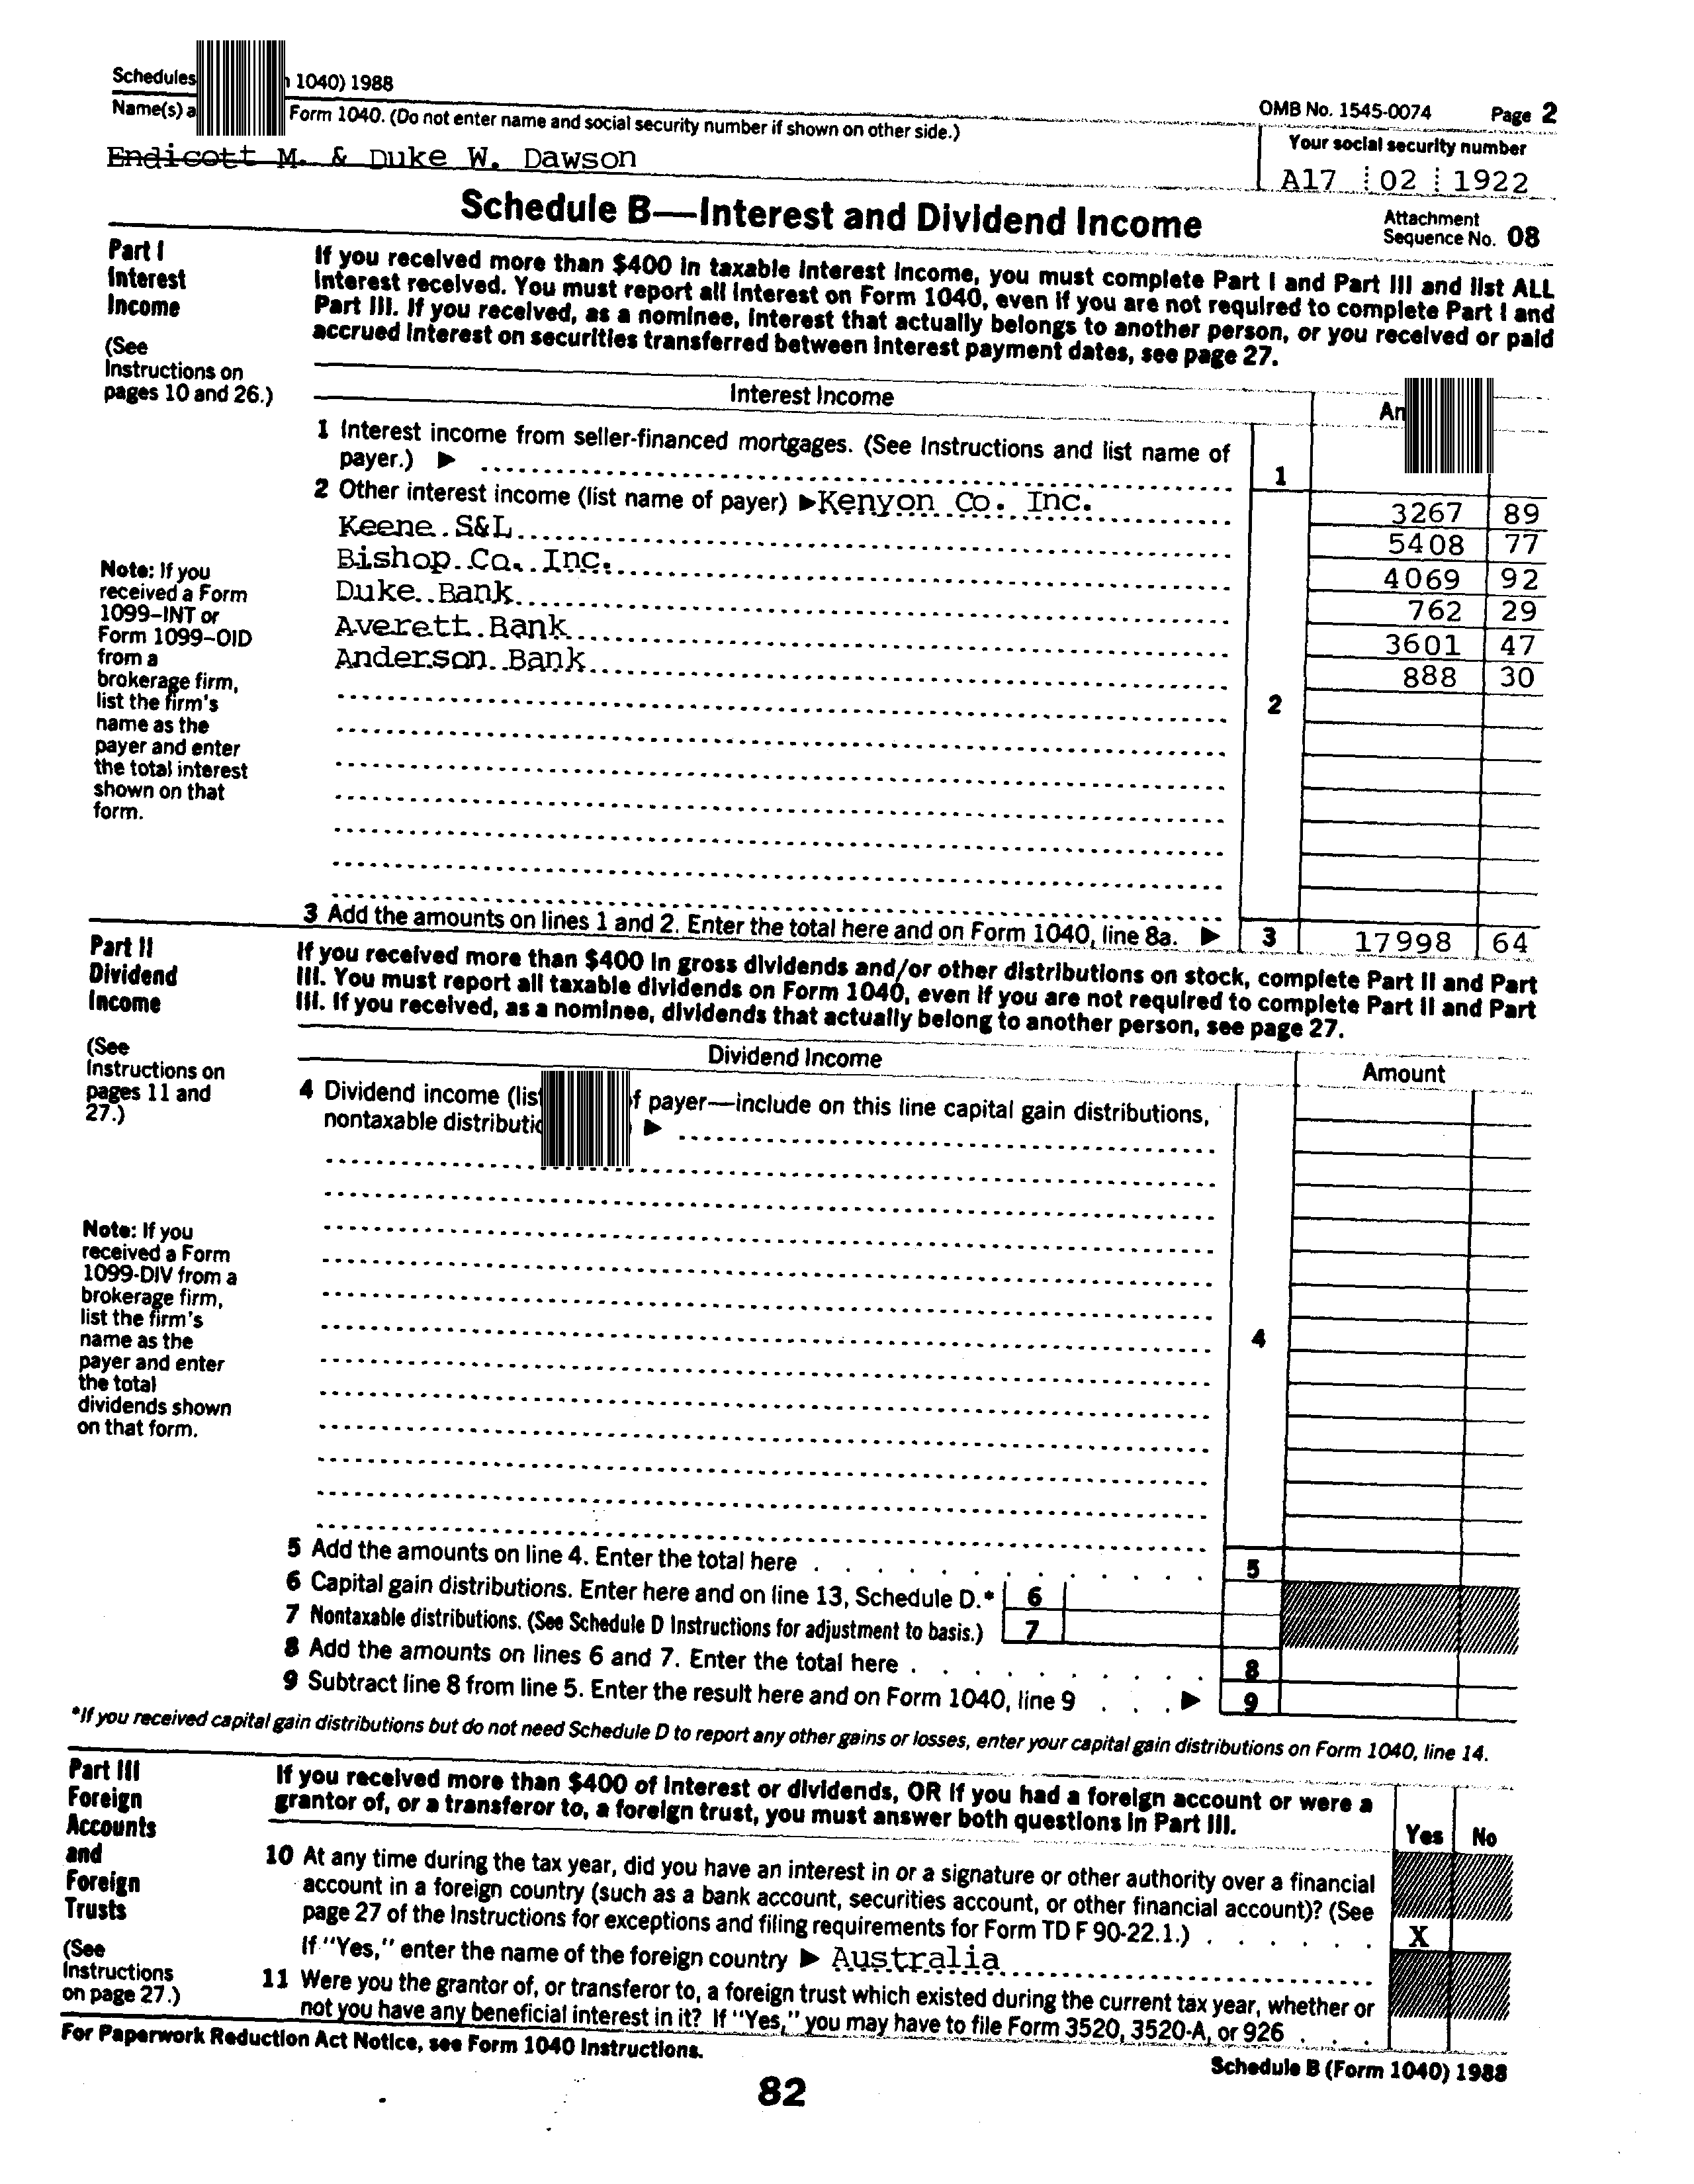 Schedules 1040) 1988
OMB No. 1545-0074 Page 2
Name(s) a Form 1040. (Do not enter name and social security number if shown on other side.)
Your social security number
Endicott M. & Duke W. Dawson
A17 02 1922
Schedule B—Interest and Dividend Income
Attachment
Sequence No. 08
Part I
Interest
Income
(See
Instructions on
pages 10 and 26.)
If you received more than $400 in taxable interest income, you must complete Part I and Part III and list ALL
interest received. You must report all interest on Form 1040, even if you are not required to complete Part I and
Part III. If you received, as a nominee, interest that actually belongs to another person, or you received or paid
accrued interest on securities transferred between interest payment dates, see page 27.
Interest Income
1 Interest income from seller-financed mortgages. (See Instructions and list name of
payer.) ▶
1
2 Other interest income (list name of payer) ▶ Kenyon Co. Inc. 3267 89
Keene S&L 5408 77
Bishop Co. Inc. 4069 92
Duke Bank 762 29
Averett Bank 3601 47
Anderson Bank 888 30
2
Note: If you
received a Form
1099–INT or
Form 1099–OID
from a
brokerage firm,
list the firm's
name as the
payer and enter
the total interest
shown on that
form.
3 Add the amounts on lines 1 and 2. Enter the total here and on Form 1040, line 8a. ▶ 3 17998 64
Part II
Dividend
Income
(See
Instructions on
pages 11 and
27.)
If you received more than $400 in gross dividends and/or other distributions on stock, complete Part II and Part
III. You must report all taxable dividends on Form 1040, even if you are not required to complete Part II and Part
III. If you received, as a nominee, dividends that actually belong to another person, see page 27.
Dividend Income
Amount
4 Dividend income (list payer—include on this line capital gain distributions,
nontaxable ▶
4
Note: If you
received a Form
1099-DIV from a
brokerage firm,
list the firm's
name as the
payer and enter
the total
dividends shown
on that form.
5 Add the amounts on line 4. Enter the total here . . . . . . . . . . . . 5
6 Capital gain distributions. Enter here and on line 13, Schedule D.* 6
7 Nontaxable distributions. (See Schedule D Instructions for adjustment to basis.) 7
8 Add the amounts on lines 6 and 7. Enter the total here . . . . . . . . . . 8
9 Subtract line 8 from line 5. Enter the result here and on Form 1040, line 9 . . . ▶ 9
*If you received capital gain distributions but do not need Schedule D to report any other gains or losses, enter your capital gain distributions on Form 1040, line 14.
Part III
Foreign
Accounts
and
Foreign
Trusts
(See
Instructions
on page 27.)
If you received more than $400 of interest or dividends, OR if you had a foreign account or were a
grantor of, or a transferor to, a foreign trust, you must answer both questions in Part III.
Yes No
10 At any time during the tax year, did you have an interest in or a signature or other authority over a financial
account in a foreign country (such as a bank account, securities account, or other financial account)? (See
page 27 of the Instructions for exceptions and filing requirements for Form TD F 90-22.1.) . . . . . . X
If "Yes," enter the name of the foreign country ▶ Australia
11 Were you the grantor of, or transferor to, a foreign trust which existed during the current tax year, whether or
not you have any beneficial interest in it? If "Yes," you may have to file Form 3520, 3520-A, or 926 . . .
For Paperwork Reduction Act Notice, see Form 1040 Instructions.
Schedule B (Form 1040) 1988
82